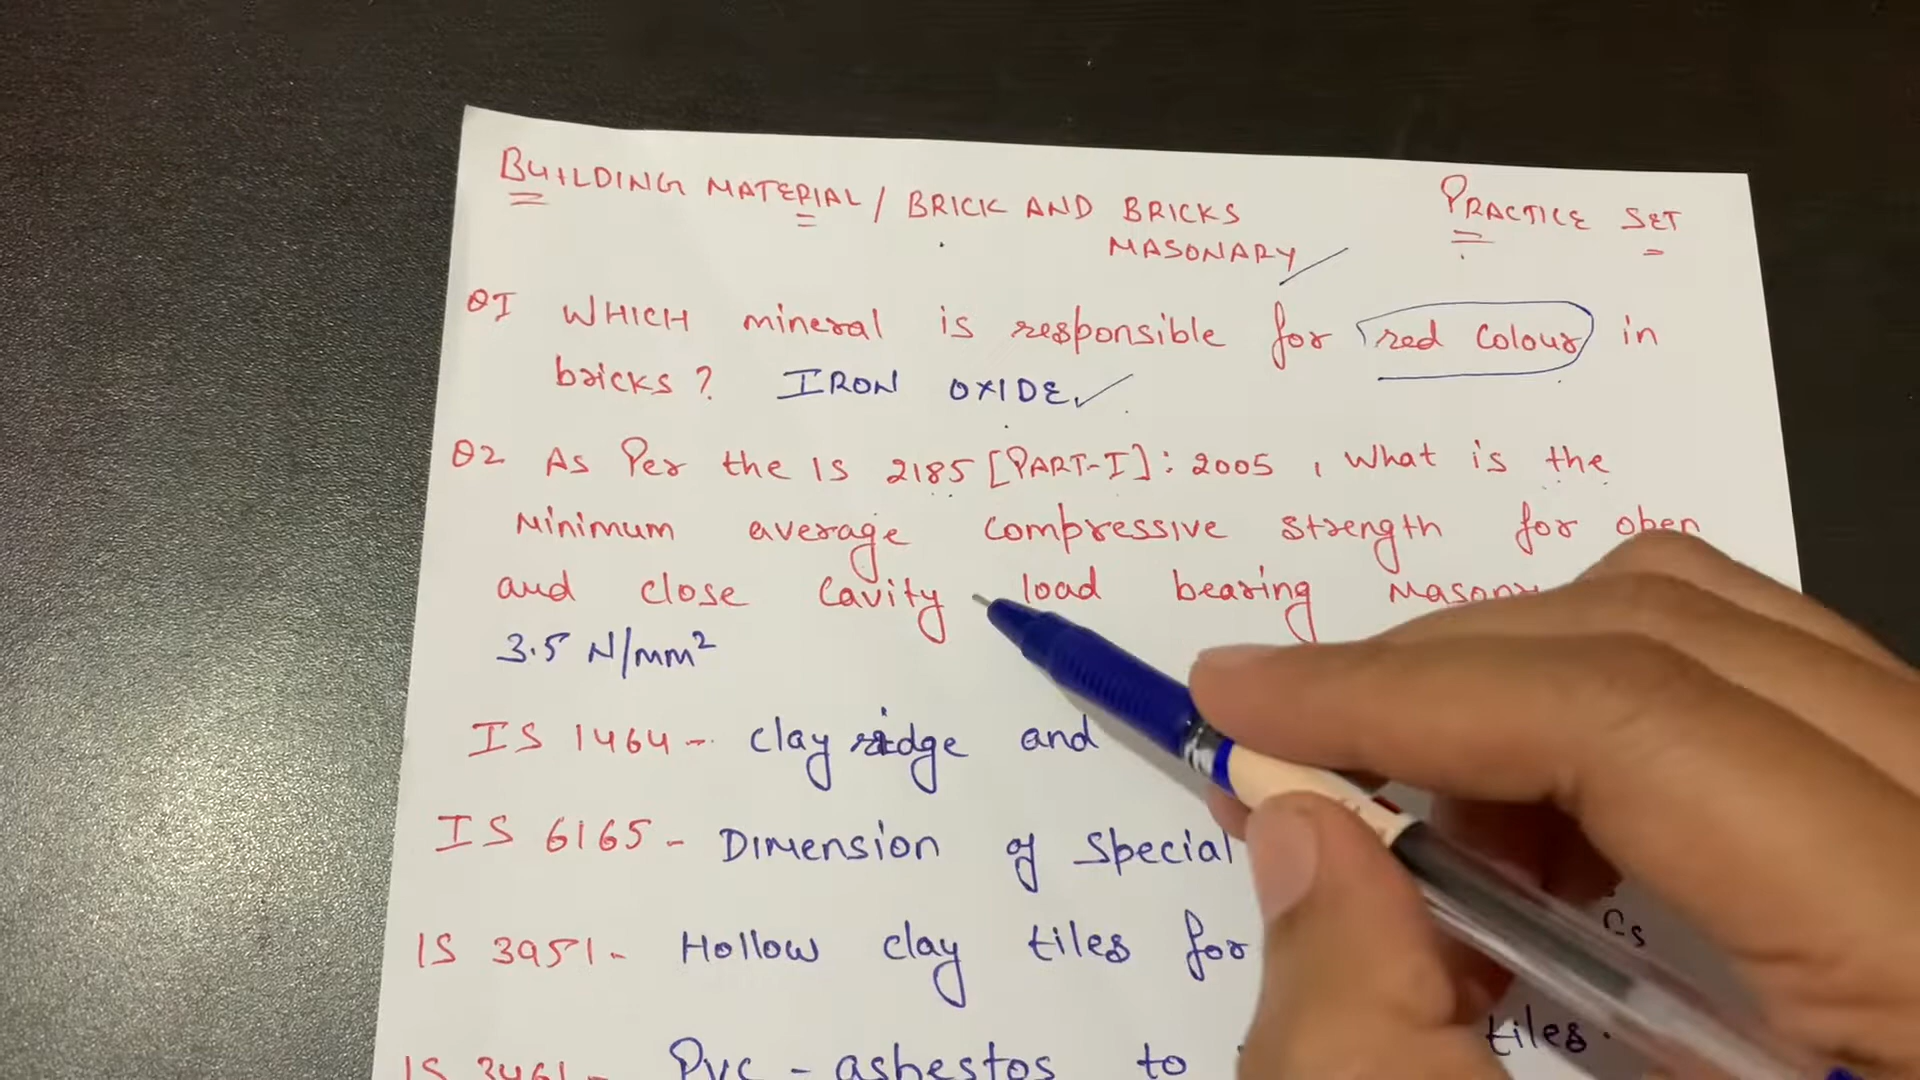 BUILDING MATERIAL / BRICK AND BRICKS
MASONARY
PRACTICE SET
Q1 WHICH mineral is responsible for red colour in
bricks? IRON OXIDE
Q2 As Per the IS 2185 [PART-I]: 2005, What is the
Minimum average compressive strength for open
and close cavity load bearing Masonry
3.5 N/mm²
IS 1464 - Clay ridge and
IS 6165 - Dimension of Special
IS 3951 - Hollow clay tiles for
IS 3461 - PVC - asbestos to tiles.